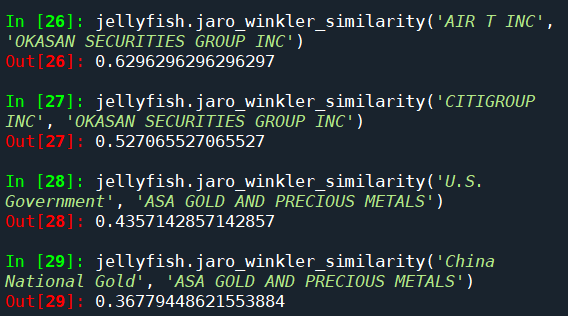 In [26]: jellyfish.jaro_winkler_similarity('AIR T INC',
'OKASAN SECURITIES GROUP INC')
Out[26]: 0.6296296296296297
In [27]: jellyfish.jaro_winkler_similarity('CITIGROUP
INC', 'OKASAN SECURITIES GROUP INC')
Out[27]: 0.527065527065527
In [28]: jellyfish.jaro_winkler_similarity('U.S.
Government', 'ASA GOLD AND PRECIOUS METALS')
Out[28]: 0.4357142857142857
In [29]: jellyfish.jaro_winkler_similarity('China
National Gold', 'ASA GOLD AND PRECIOUS METALS')
Out[29]: 0.36779448621553884